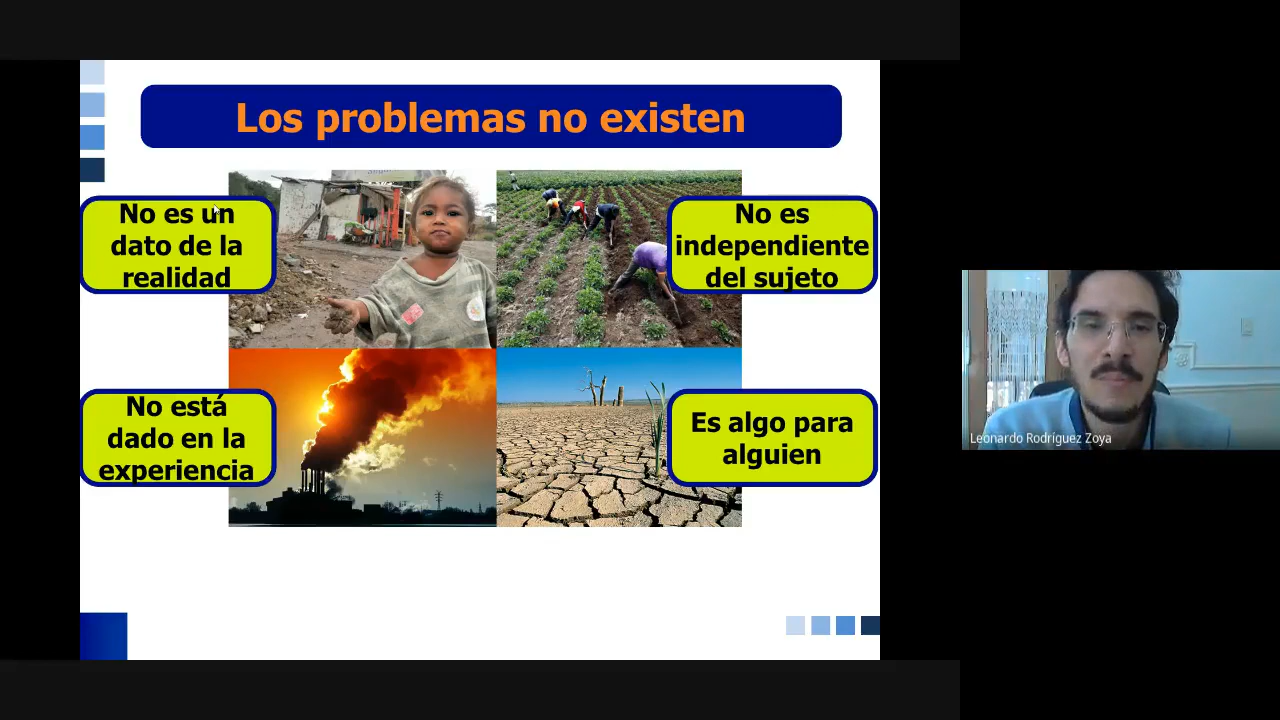 Los problemas no existen
No es un
dato de la
realidad
No es
independiente
del sujeto
No está
dado en la
experiencia
Es algo para
alguien
Leonardo Rodríguez Zoya